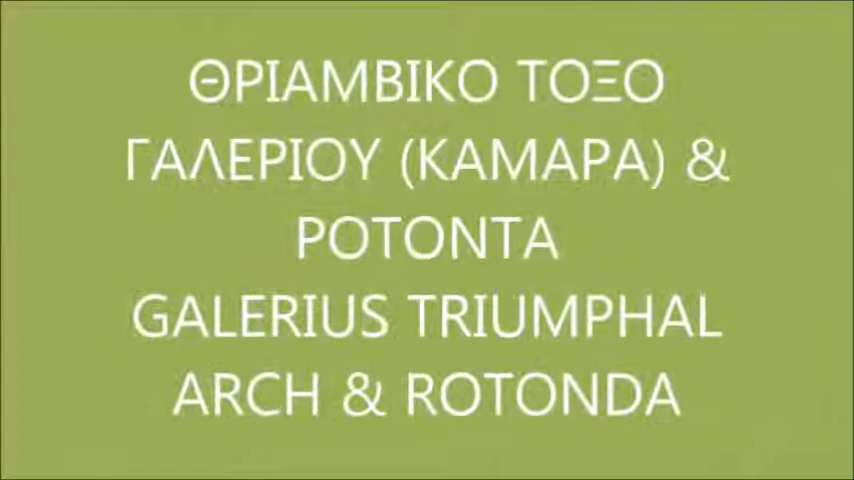 ΘΡΙΑΜΒΙΚΟ ΤΟΞΟ
ΓΑΛΕΡΙΟΥ (ΚΑΜΑΡΑ) &
ΡΟΤΟΝΤΑ
GALERIUS TRIUMPHAL
ARCH & ROTONDA